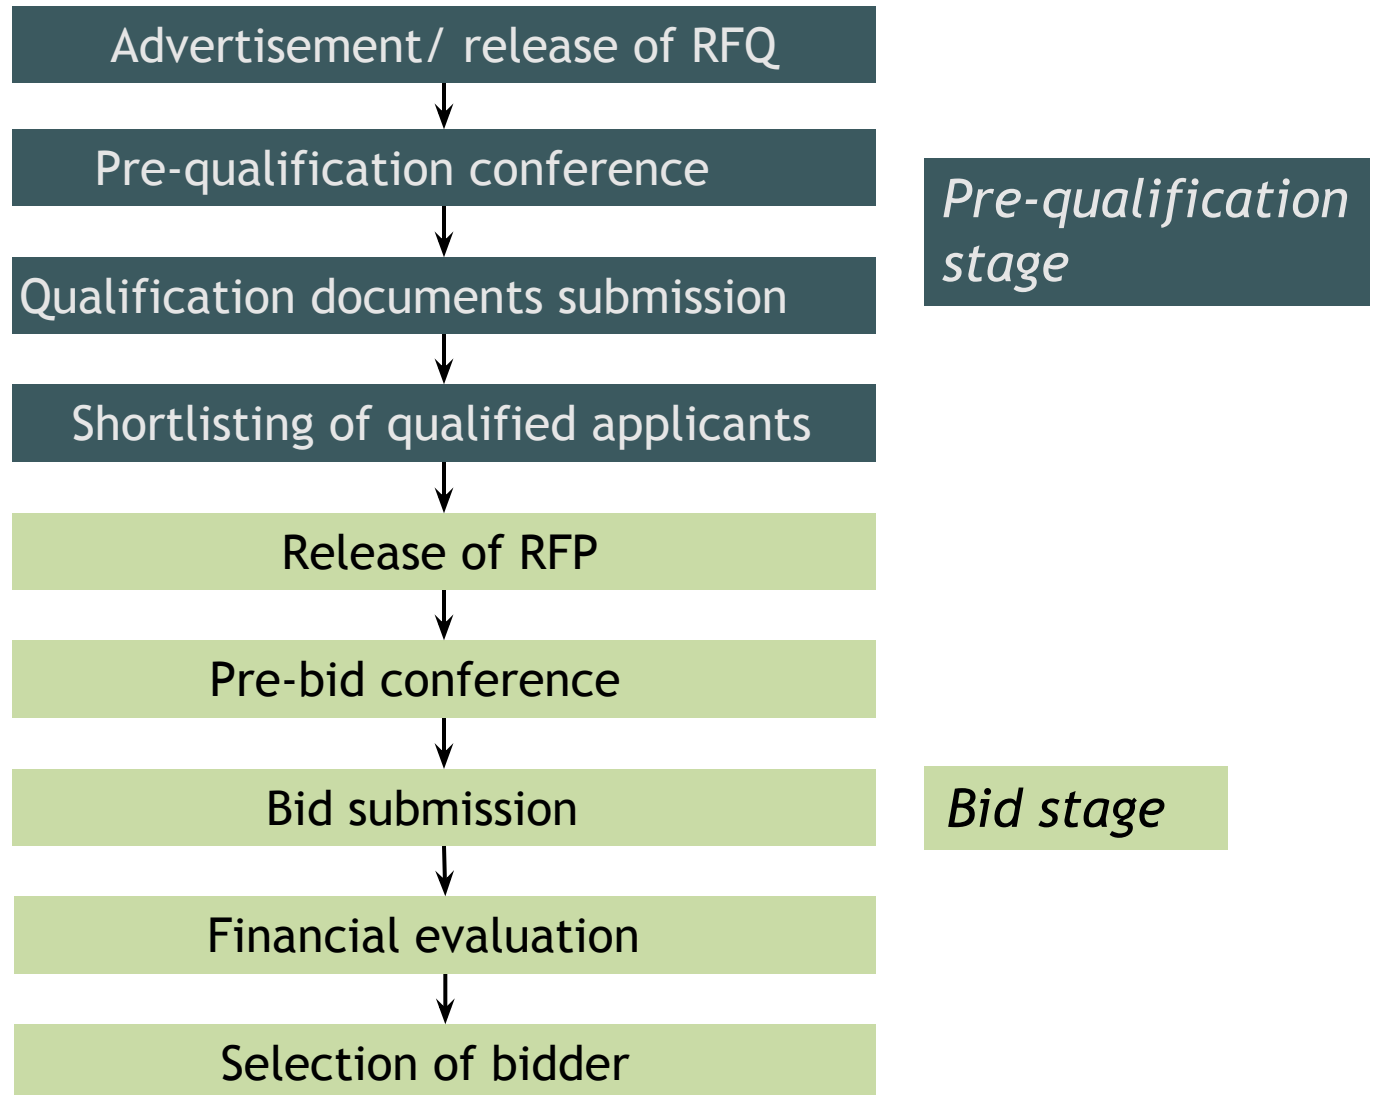 Advertisement/ release of RFQ
Pre-qualification conference
Qualification documents submission
Shortlisting of qualified applicants
Release of RFP
Pre-bid conference
Bid submission
Financial evaluation
Selection of bidder
Pre-qualification
stage
Bid stage